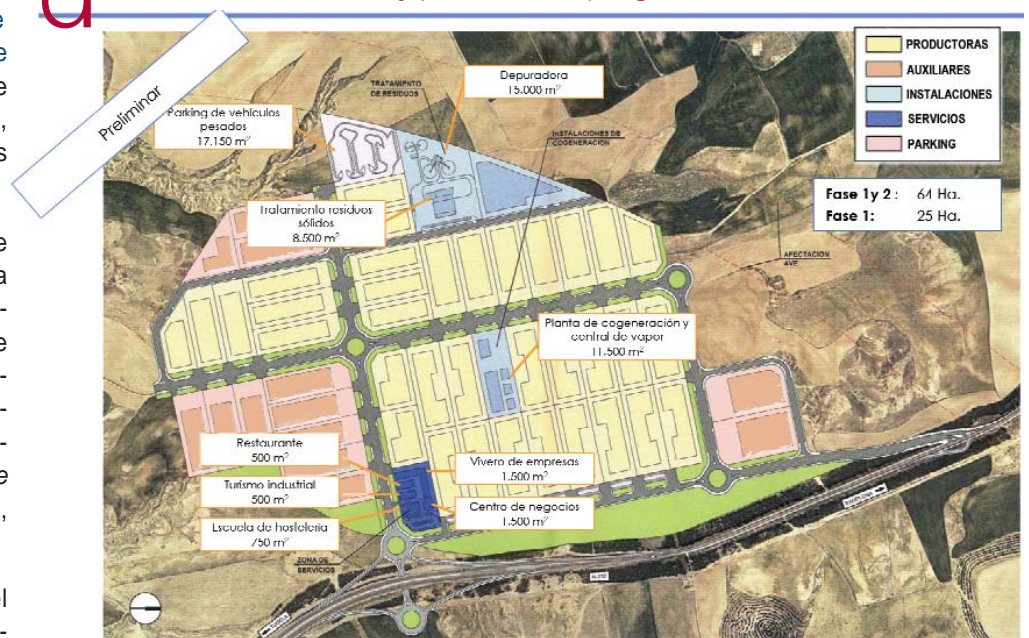 d
Preliminar
Parking de vehículos
pesados
17.150 m²
TRATAMIENTO
DE RESIDUOS
Depuradora
15.000 m²
INSTALACIONES DE
COGENERACIÓN
PRODUCTORAS
AUXILIARES
INSTALACIONES
SERVICIOS
PARKING
Fase 1y 2 : 64 Ha.
Fase 1: 25 Ha.
Tratamiento residuos
sólidos
8.500 m²
AFECTACION
AVE
Planta de cogeneración y
central de vapor
11.500 m²
Restaurante
500 m²
Turismo industrial
500 m²
Escuela de hostelería
750 m²
Vivero de empresas
1.500 m²
Centro de negocios
1.500 m²
ZONA DE
SERVICIOS
PAMPLONA
TUDELA